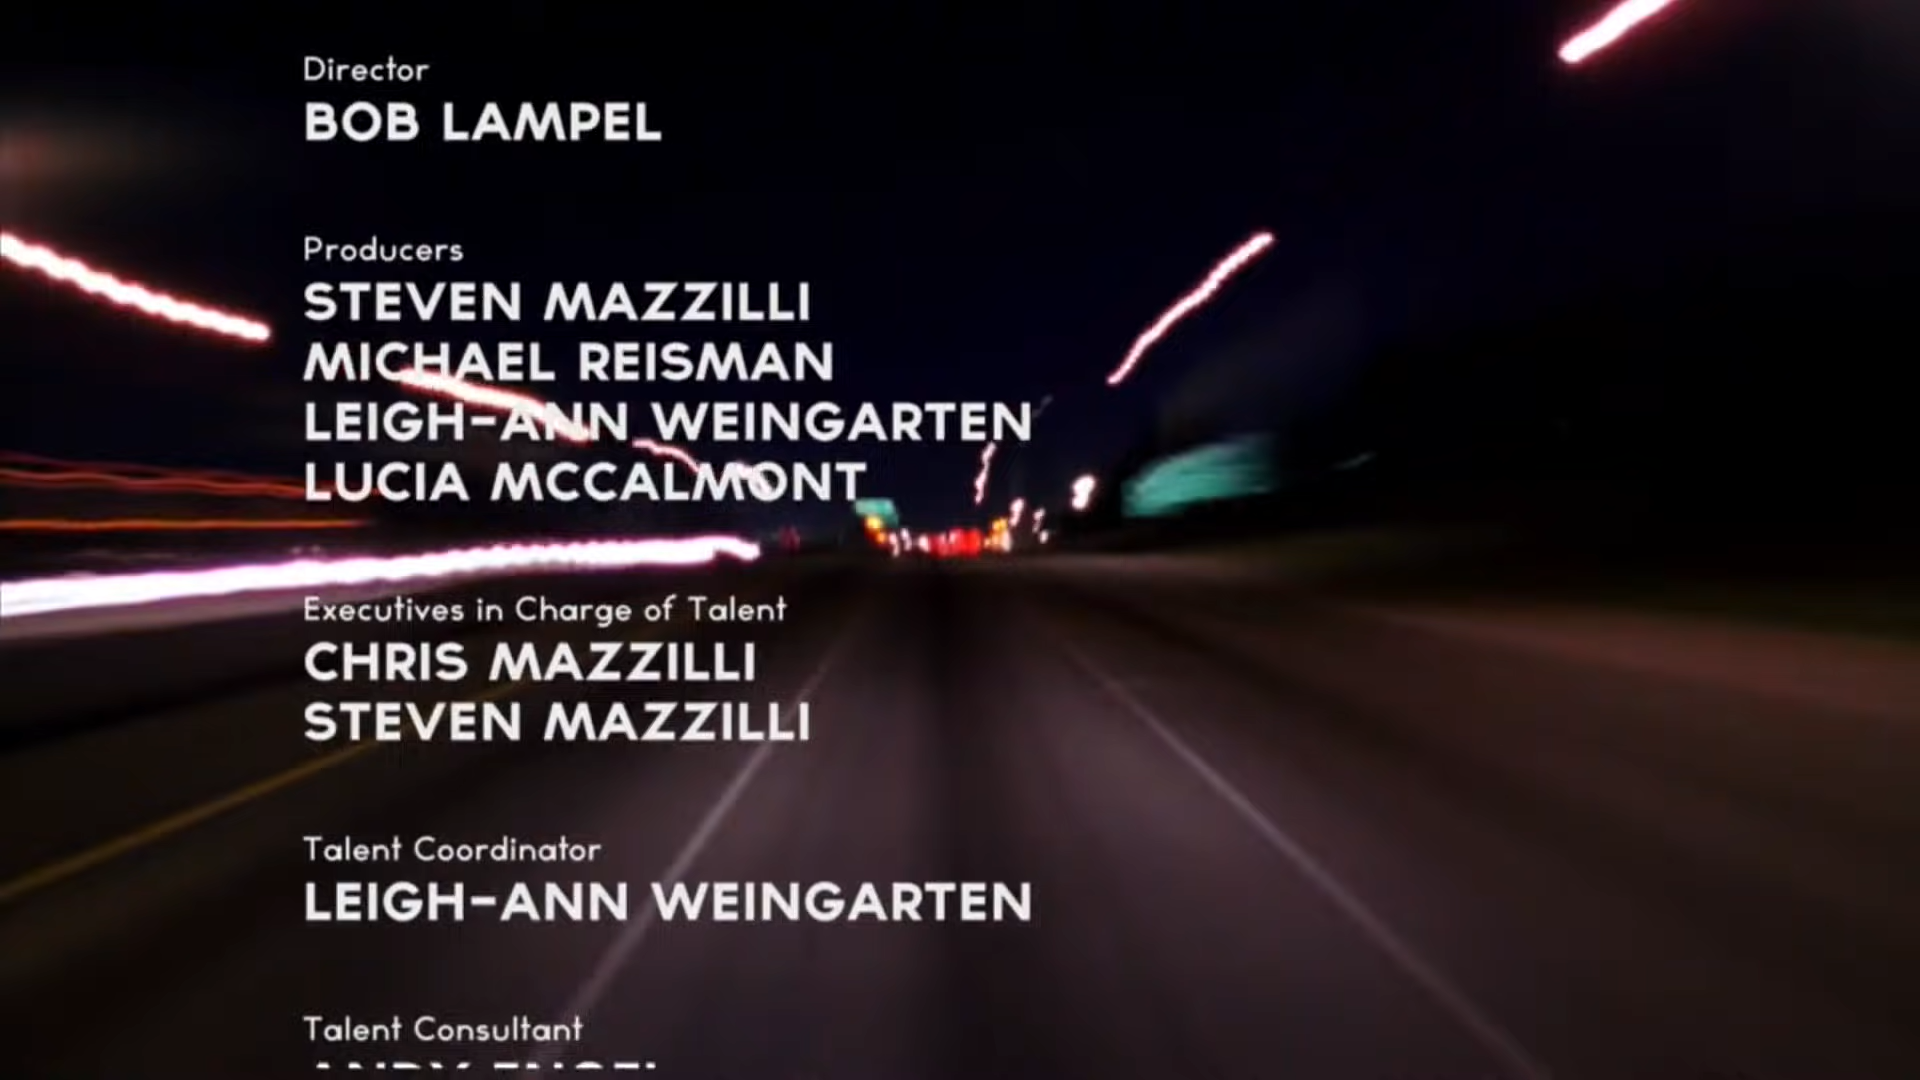 Director
BOB LAMPEL
Producers
STEVEN MAZZILLI
MICHAEL REISMAN
LEIGH-ANN WEINGARTEN
LUCIA MCCALMONT
Executives in Charge of Talent
CHRIS MAZZILLI
STEVEN MAZZILLI
Talent Coordinator
LEIGH-ANN WEINGARTEN
Talent Consultant